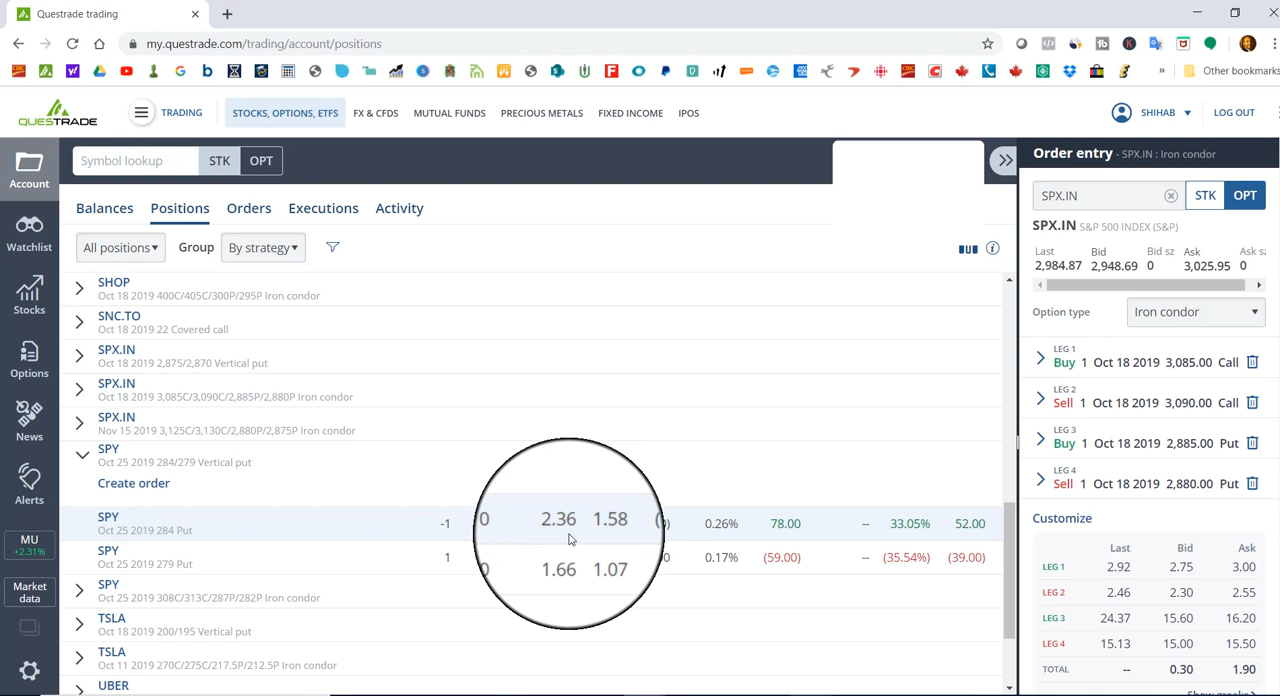 Questrade trading
my.questrade.com/trading/account/positions
Other bookmarks
QUESTRADE
TRADING
STOCKS, OPTIONS, ETFS
FX & CFDS
MUTUAL FUNDS
PRECIOUS METALS
FIXED INCOME
IPOS
SHIHAB
LOG OUT
Account
Watchlist
Stocks
Options
News
Alerts
MU
+2.31%
Market
data
Symbol lookup
STK
OPT
Balances
Positions
Orders
Executions
Activity
All positions
Group
By strategy
SHOP
Oct 18 2019 400C/405C/300P/295P Iron condor
SNC.TO
Oct 18 2019 22 Covered call
SPX.IN
Oct 18 2019 2,875/2,870 Vertical put
SPX.IN
Oct 18 2019 3,085C/3,090C/2,885P/2,880P Iron condor
SPX.IN
Nov 15 2019 3,125C/3,130C/2,880P/2,875P Iron condor
SPY
Oct 25 2019 284/279 Vertical put
Create order
SPY
Oct 25 2019 284 Put
-1 2.36 1.58 0.26% 78.00 -- 33.05% 52.00
SPY
Oct 25 2019 279 Put
1 1.66 1.07 0.17% (59.00) -- (35.54%) (39.00)
SPY
Oct 25 2019 308C/313C/287P/282P Iron condor
TSLA
Oct 18 2019 200/195 Vertical put
TSLA
Oct 11 2019 270C/275C/217.5P/212.5P Iron condor
UBER
Order entry - SPX.IN : Iron condor
SPX.IN
STK
OPT
SPX.IN S&P 500 INDEX (S&P)
Last Bid Bid sz Ask Ask sz
2,984.87 2,948.69 0 3,025.95 0
Option type
Iron condor
LEG 1
Buy 1 Oct 18 2019 3,085.00 Call
LEG 2
Sell 1 Oct 18 2019 3,090.00 Call
LEG 3
Buy 1 Oct 18 2019 2,885.00 Put
LEG 4
Sell 1 Oct 18 2019 2,880.00 Put
Customize
Last Bid Ask
LEG 1 2.92 2.75 3.00
LEG 2 2.46 2.30 2.55
LEG 3 24.37 15.60 16.20
LEG 4 15.13 15.00 15.50
TOTAL -- 0.30 1.90
Show greeks